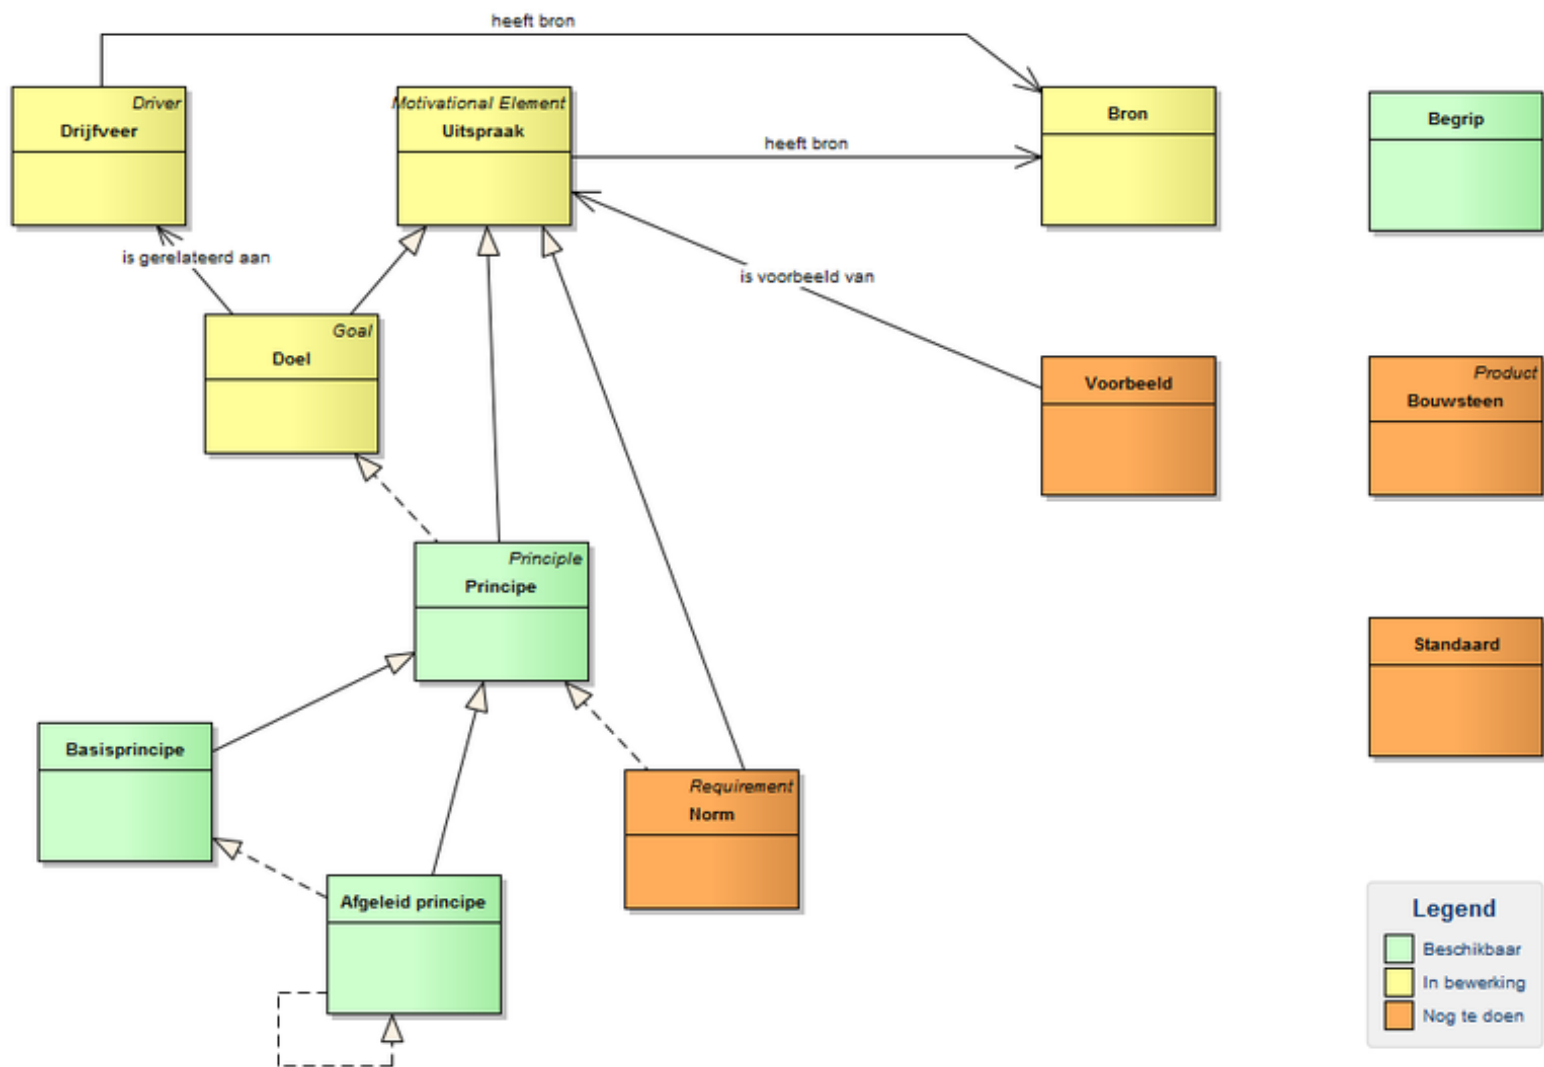 heeft bron
Driver
Drijfveer
Motivational Element
Uitspraak
Bron
Begrip
heeft bron
is gerelateerd aan
is voorbeeld van
Goal
Doel
Voorbeeld
Product
Bouwsteen
Principle
Principe
Standaard
Basisprincipe
Requirement
Norm
Afgeleid principe
Legend
Beschikbaar
In bewerking
Nog te doen